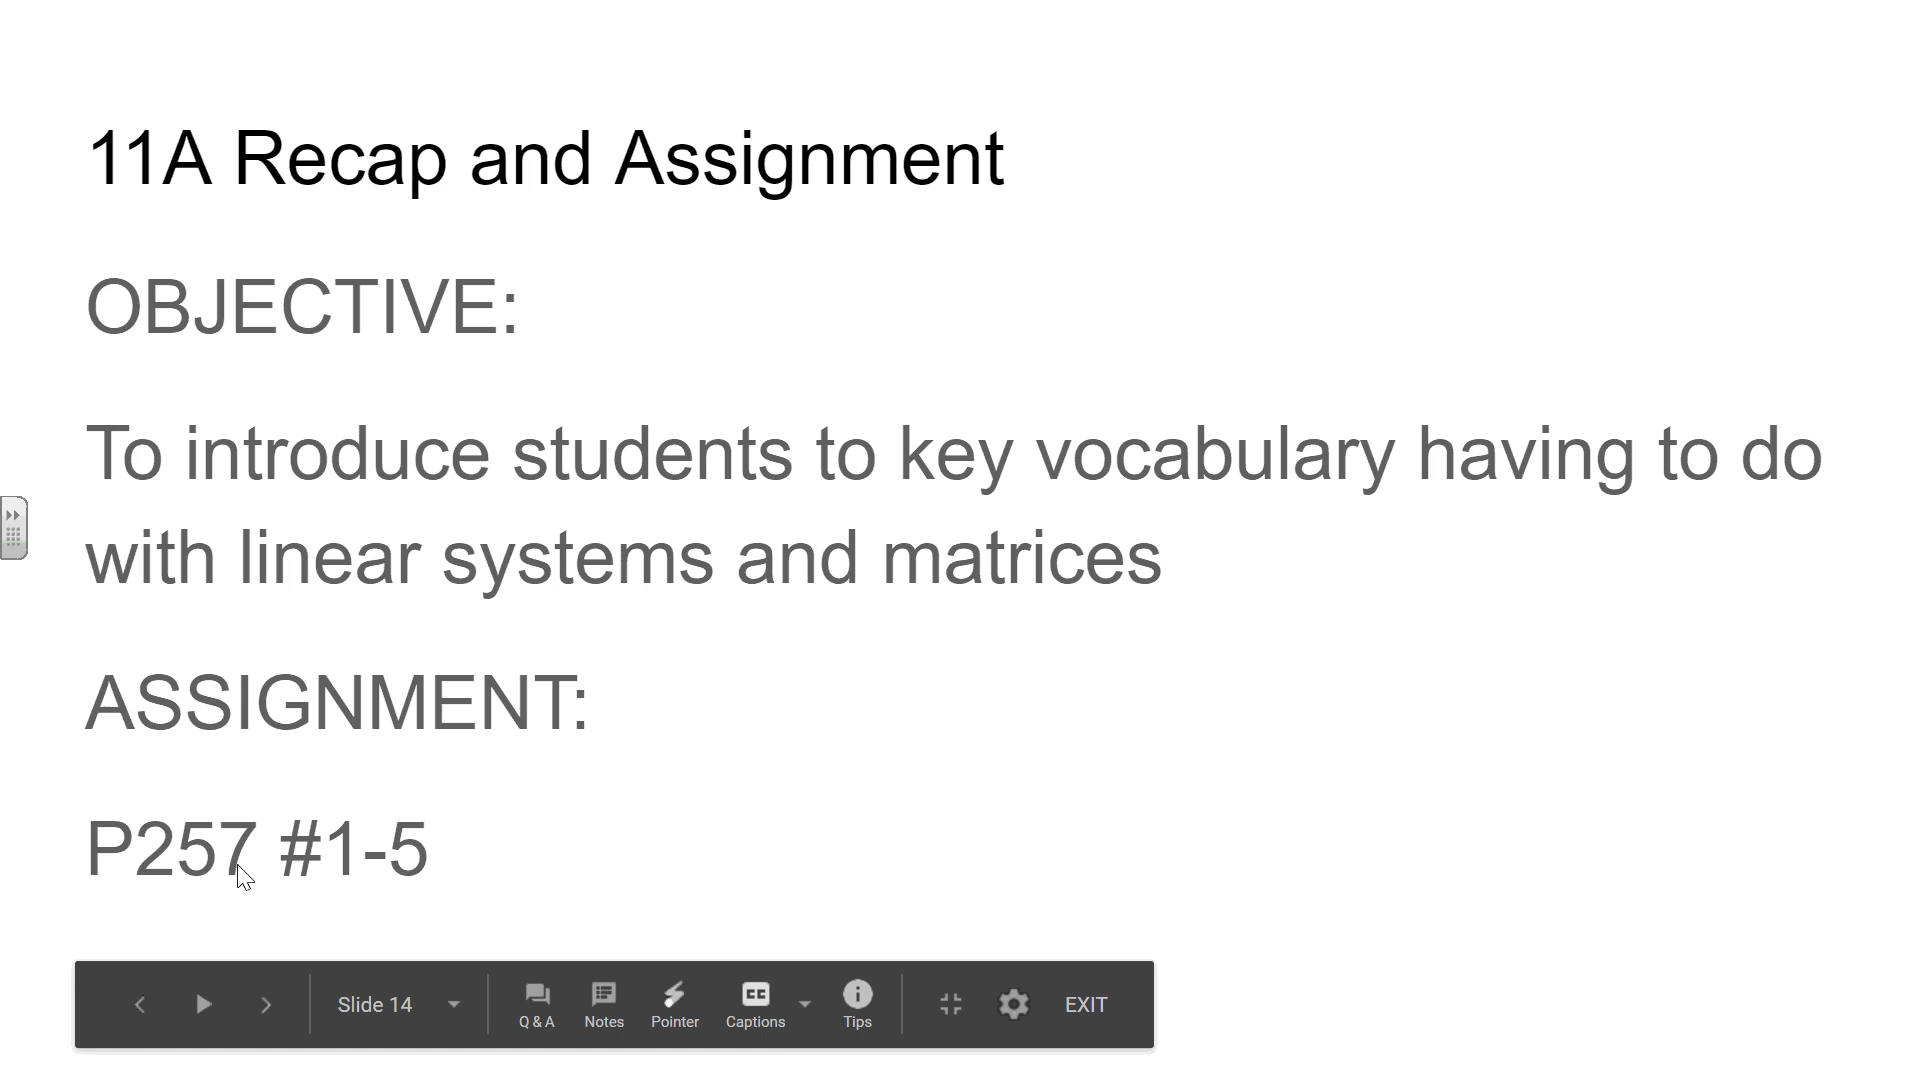 11A Recap and Assignment
OBJECTIVE:
To introduce students to key vocabulary having to do
with linear systems and matrices
ASSIGNMENT:
P257 #1-5
Slide 14
Q & A
Notes
Pointer
CC
Captions
Tips
EXIT